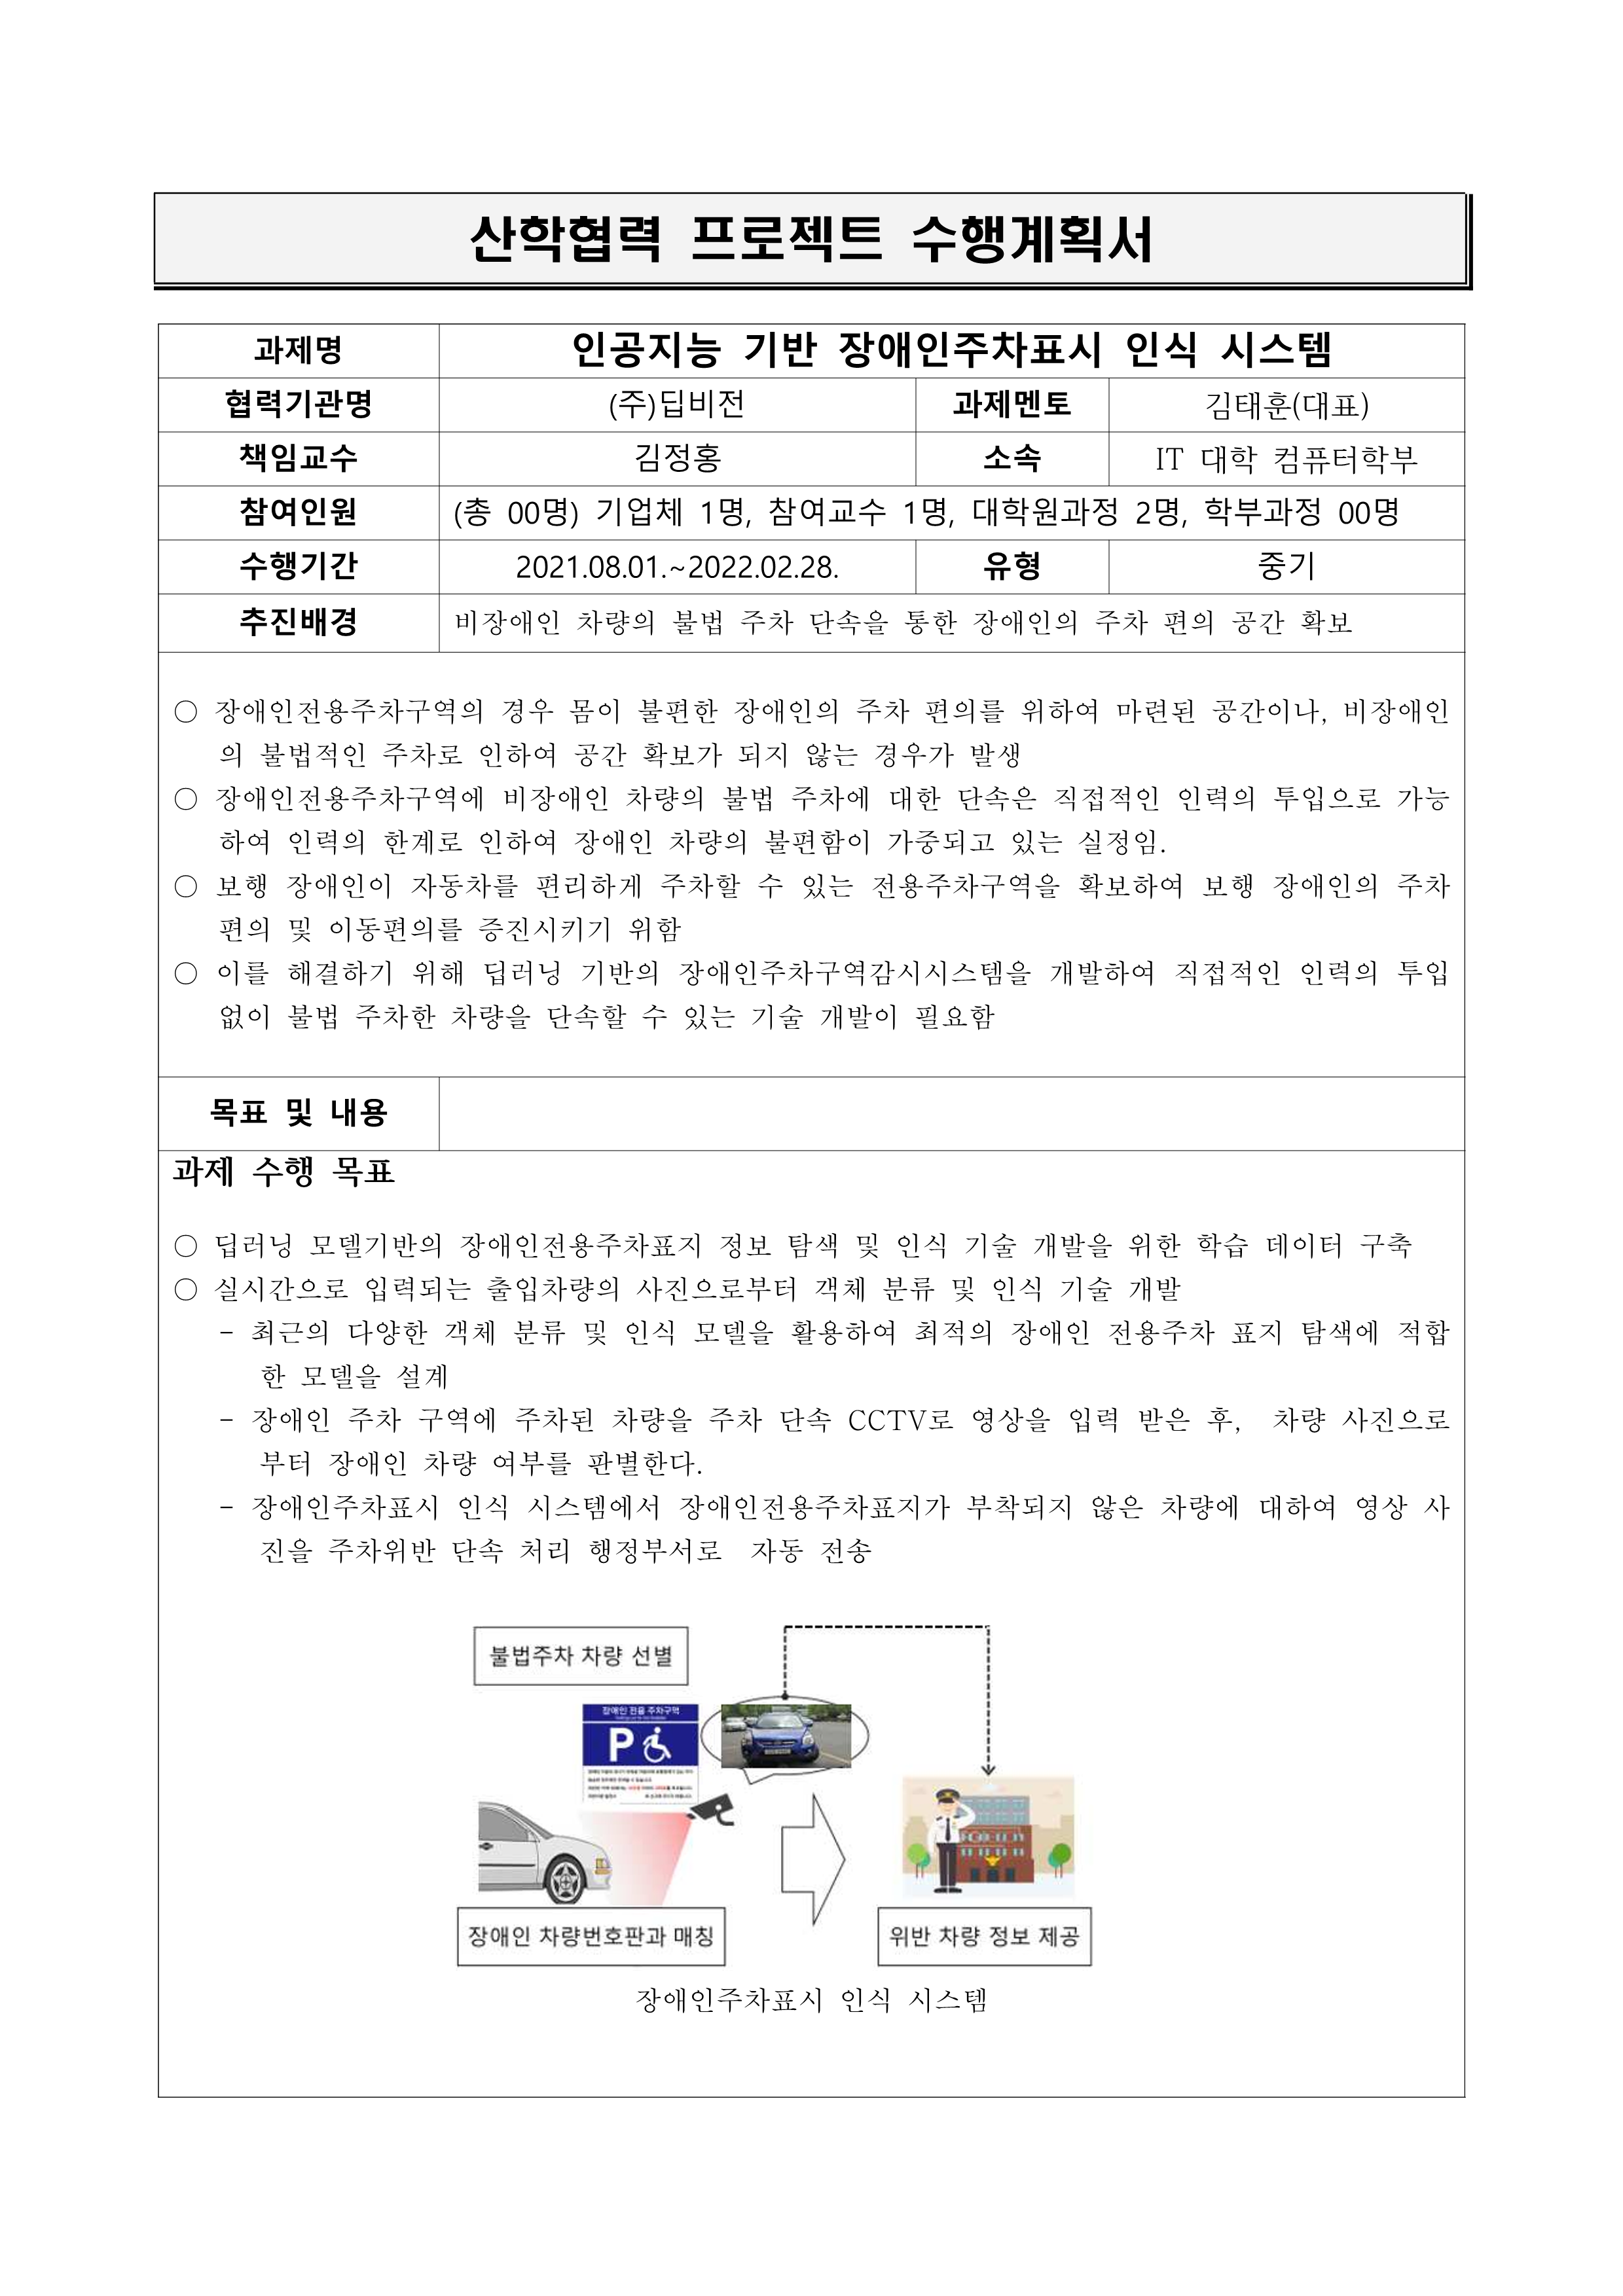 산학협력 프로젝트 수행계획서
과제명 인공지능 기반 장애인주차표시 인식 시스템
협력기관명 (주)딥비전 과제멘토 김태훈(대표)
책임교수 김정홍 소속 IT 대학 컴퓨터학부
참여인원 (총 00명) 기업체 1명, 참여교수 1명, 대학원과정 2명, 학부과정 00명
수행기간 2021.08.01.~2022.02.28. 유형 중기
추진배경 비장애인 차량의 불법 주차 단속을 통한 장애인의 주차 편의 공간 확보
○ 장애인전용주차구역의 경우 몸이 불편한 장애인의 주차 편의를 위하여 마련된 공간이나, 비장애인
의 불법적인 주차로 인하여 공간 확보가 되지 않는 경우가 발생
○ 장애인전용주차구역에 비장애인 차량의 불법 주차에 대한 단속은 직접적인 인력의 투입으로 가능
하여 인력의 한계로 인하여 장애인 차량의 불편함이 가중되고 있는 실정임.
○ 보행 장애인이 자동차를 편리하게 주차할 수 있는 전용주차구역을 확보하여 보행 장애인의 주차
편의 및 이동편의를 증진시키기 위함
○ 이를 해결하기 위해 딥러닝 기반의 장애인주차구역감시시스템을 개발하여 직접적인 인력의 투입
없이 불법 주차한 차량을 단속할 수 있는 기술 개발이 필요함
목표 및 내용
과제 수행 목표
○ 딥러닝 모델기반의 장애인전용주차표지 정보 탐색 및 인식 기술 개발을 위한 학습 데이터 구축
○ 실시간으로 입력되는 출입차량의 사진으로부터 객체 분류 및 인식 기술 개발
- 최근의 다양한 객체 분류 및 인식 모델을 활용하여 최적의 장애인 전용주차 표지 탐색에 적합
한 모델을 설계
- 장애인 주차 구역에 주차된 차량을 주차 단속 CCTV로 영상을 입력 받은 후, 차량 사진으로
부터 장애인 차량 여부를 판별한다.
- 장애인주차표시 인식 시스템에서 장애인전용주차표지가 부착되지 않은 차량에 대하여 영상 사
진을 주차위반 단속 처리 행정부서로 자동 전송
불법주차 차량 선별
장애인 전용 주차구역
P
장애인 차량번호판과 매칭
위반 차량 정보 제공
장애인주차표시 인식 시스템